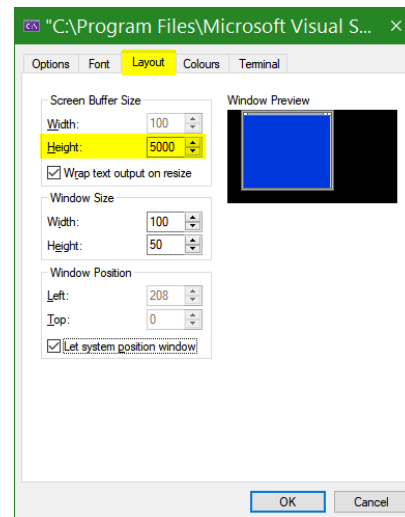 "C:\Program Files\Microsoft Visual S...
Options Font Layout Colours Terminal
Screen Buffer Size
Width: 100
Height: 5000
Wrap text output on resize
Window Size
Width: 100
Height: 50
Window Position
Left: 208
Top: 0
Let system position window
Window Preview
OK Cancel